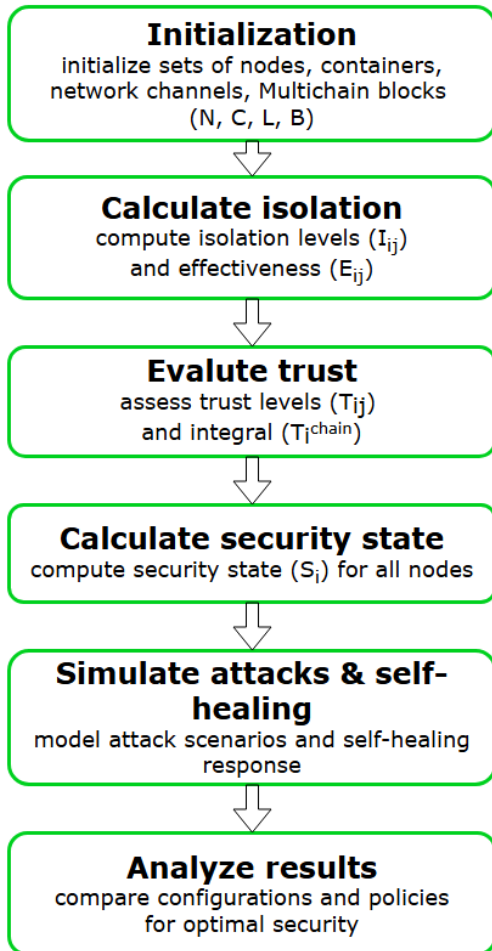 Initialization
initialize sets of nodes, containers,
network channels, Multichain blocks
(N, C, L, B)
Calculate isolation
compute isolation levels (Iij)
and effectiveness (Eij)
Evalute trust
assess trust levels (Tij)
and integral (Tichain)
Calculate security state
compute security state (Si) for all nodes
Simulate attacks & self-
healing
model attack scenarios and self-healing
response
Analyze results
compare configurations and policies
for optimal security